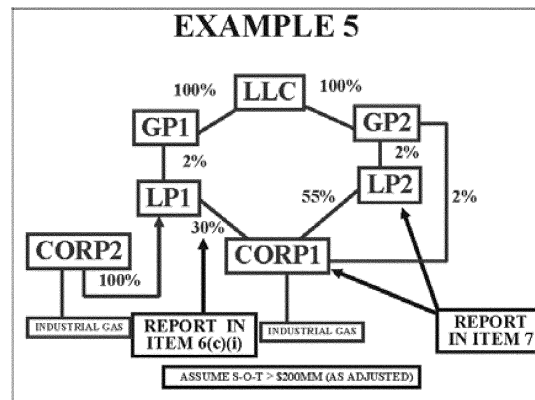 EXAMPLE 5
100%
LLC
100%
GP1
GP2
2%
2%
LP1
55%
LP2
2%
30%
CORP2
CORP1
100%
INDUSTRIAL GAS
REPORT IN
ITEM 6(c)(i)
INDUSTRIAL GAS
REPORT
IN ITEM 7
ASSUME S-O-T > $200MM (AS ADJUSTED)